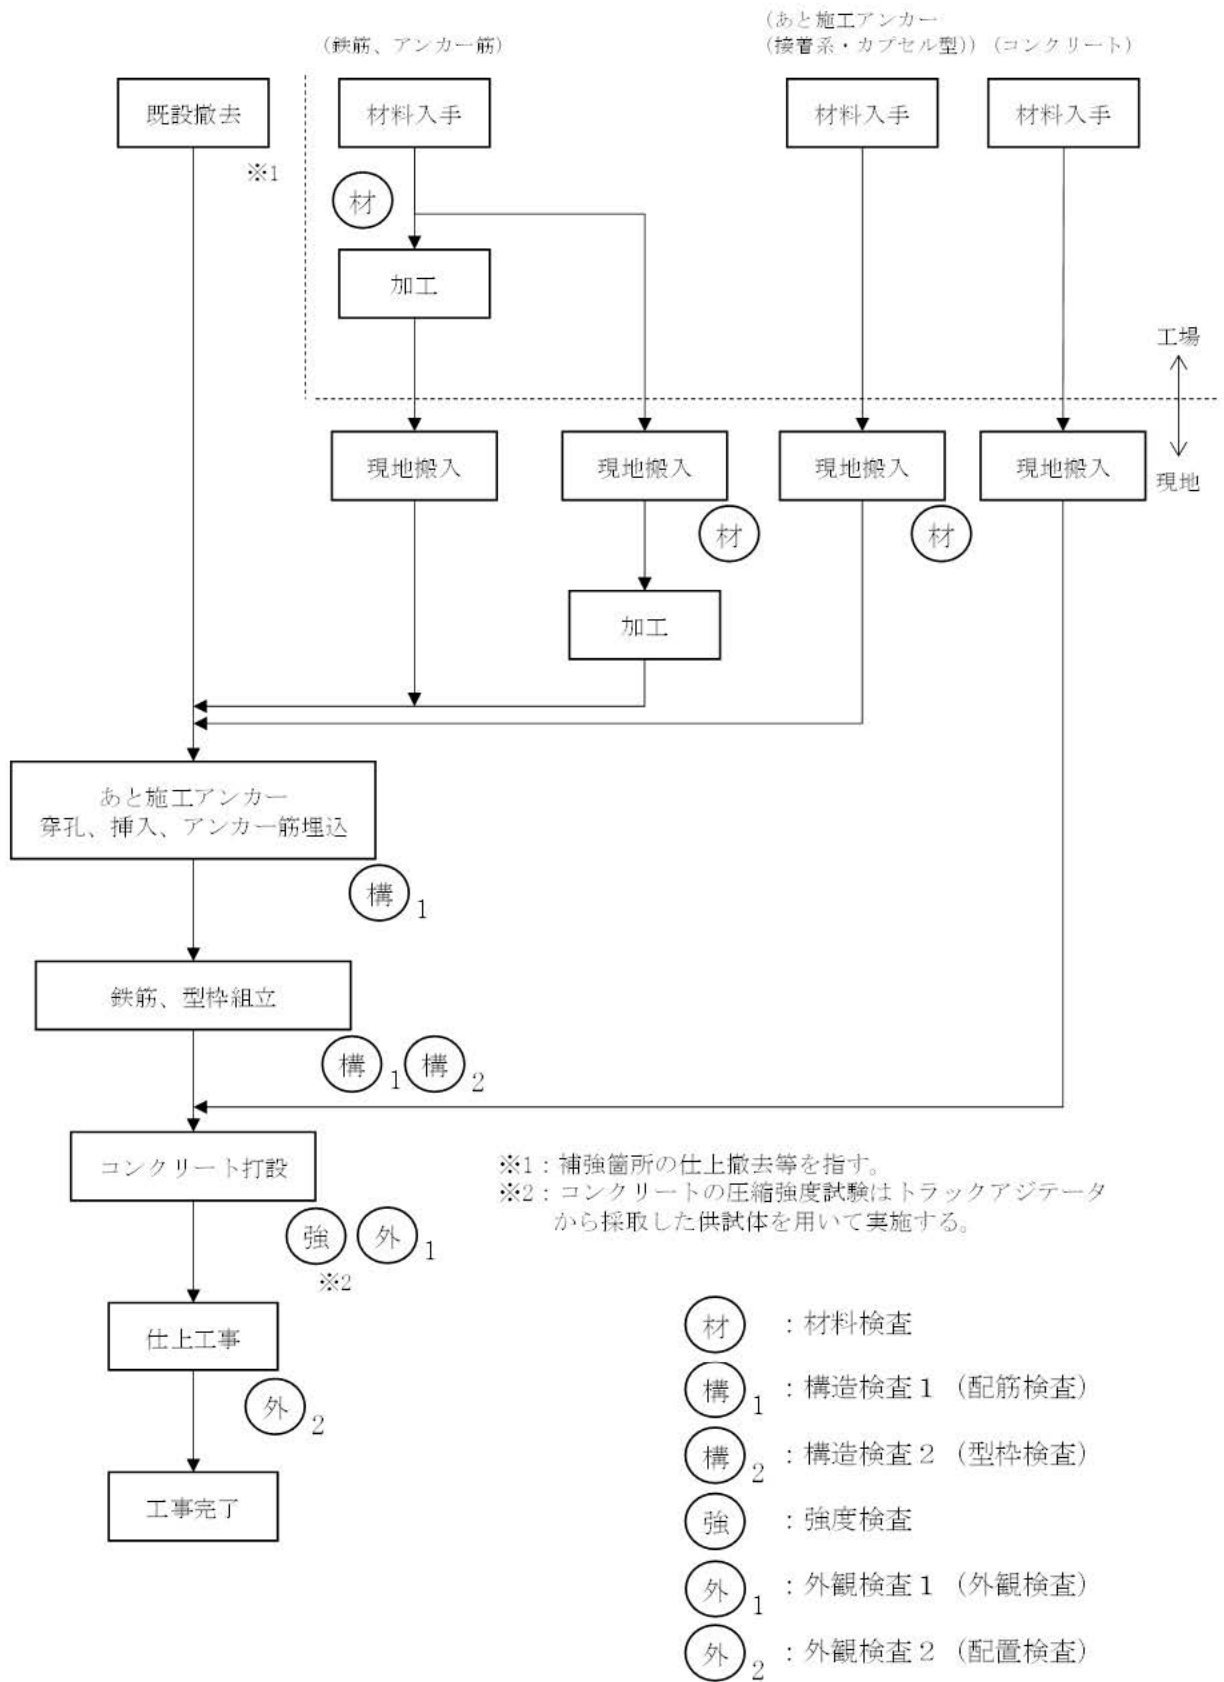 (あと施工アンカー
(鉄筋、アンカー筋)
(接着系・カプセル型)) (コンクリート)
既設撤去
材料入手
材料入手
材料入手
※1
材
加工
工場
現地搬入
現地搬入
現地搬入
現地搬入
現地
材
材
加工
あと施工アンカー
穿孔、挿入、アンカー筋埋込
構1
鉄筋、型枠組立
構1 構2
コンクリート打設
※1：補強箇所の仕上撤去等を指す。
※2：コンクリートの圧縮強度試験はトラックアジテータ
から採取した供試体を用いて実施する。
強 外1
※2
仕上工事
外2
工事完了
材 ：材料検査
構1 ：構造検査１ （配筋検査）
構2 ：構造検査２ （型枠検査）
強 ：強度検査
外1 ：外観検査１ （外観検査）
外2 ：外観検査２ （配置検査）